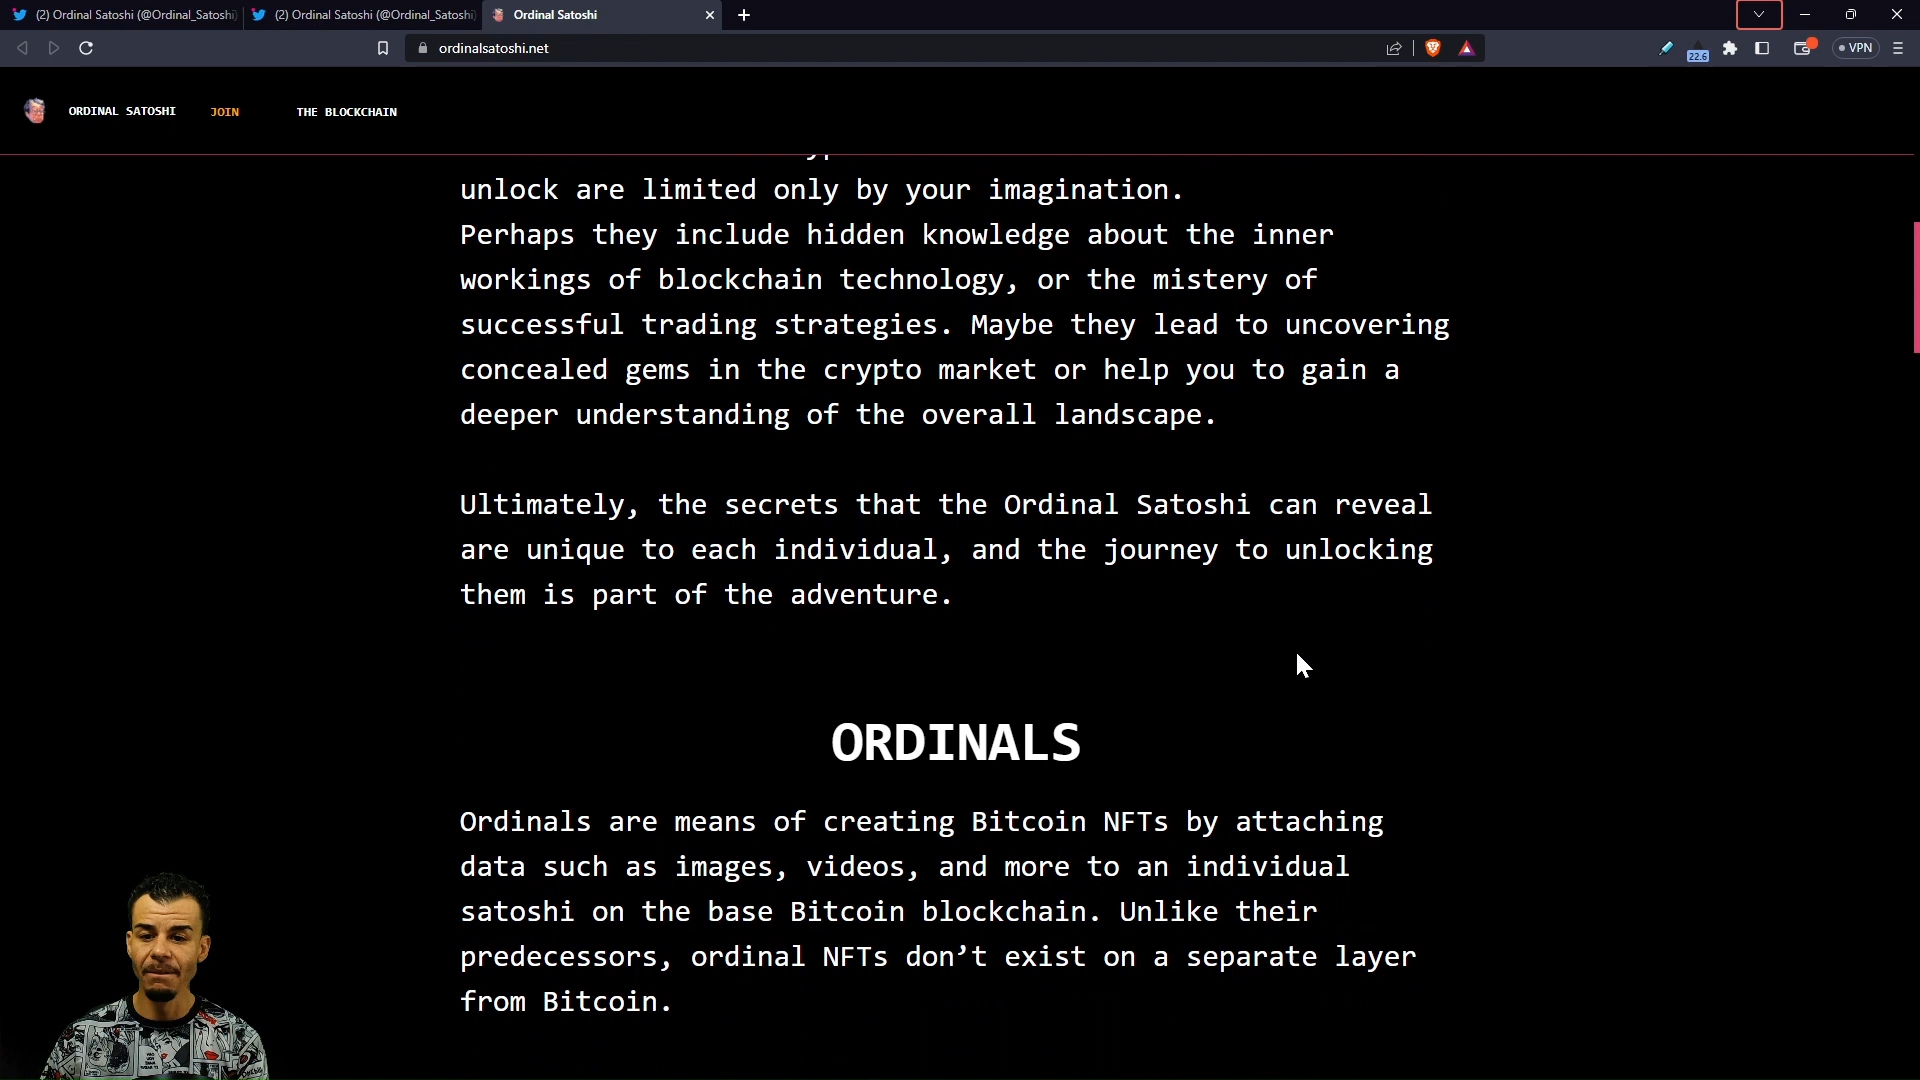 (2) Ordinal Satoshi (@Ordinal_Satoshi)
(2) Ordinal Satoshi (@Ordinal_Satoshi)
Ordinal Satoshi
ordinalsatoshi.net
22.6
VPN
ORDINAL SATOSHI
JOIN
THE BLOCKCHAIN
unlock are limited only by your imagination.
Perhaps they include hidden knowledge about the inner
workings of blockchain technology, or the mistery of
successful trading strategies. Maybe they lead to uncovering
concealed gems in the crypto market or help you to gain a
deeper understanding of the overall landscape.
Ultimately, the secrets that the Ordinal Satoshi can reveal
are unique to each individual, and the journey to unlocking
them is part of the adventure.
ORDINALS
Ordinals are means of creating Bitcoin NFTs by attaching
data such as images, videos, and more to an individual
satoshi on the base Bitcoin blockchain. Unlike their
predecessors, ordinal NFTs don’t exist on a separate layer
from Bitcoin.